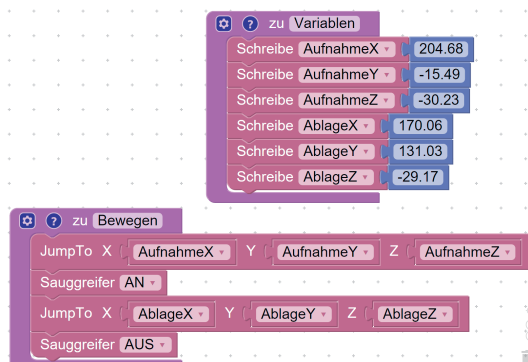 ? zu Variablen
Schreibe AufnahmeX 204.68
Schreibe AufnahmeY -15.49
Schreibe AufnahmeZ -30.23
Schreibe AblageX 170.06
Schreibe AblageY 131.03
Schreibe AblageZ -29.17
? zu Bewegen
JumpTo X AufnahmeX Y AufnahmeY Z AufnahmeZ
Sauggreifer AN
JumpTo X AblageX Y AblageY Z AblageZ
Sauggreifer AUS